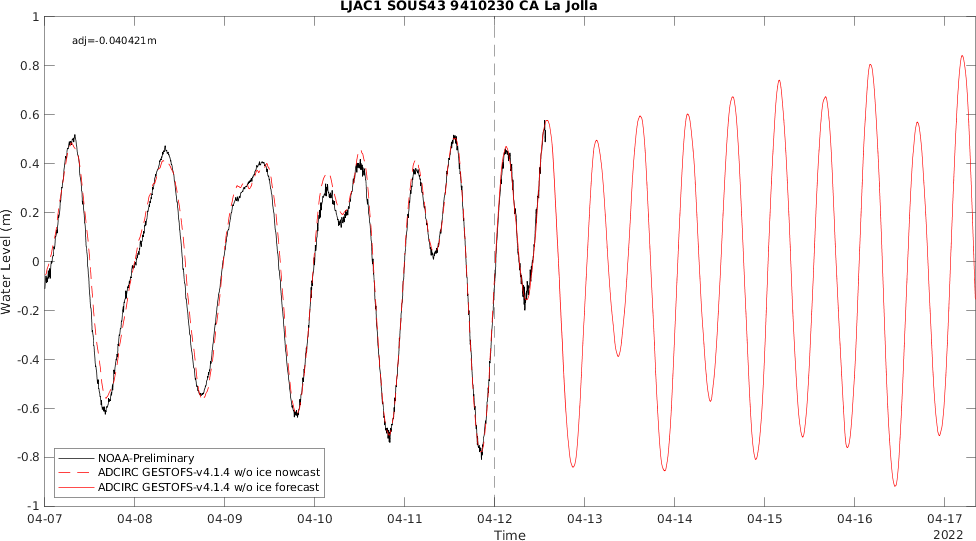 LJAC1 SOUS43 9410230 CA La Jolla
adj=-0.040421m
1
0.8
0.6
0.4
0.2
0
-0.2
-0.4
-0.6
-0.8
-1
Water Level (m)
NOAA-Preliminary
ADCIRC GESTOFS-v4.1.4 w/o ice nowcast
ADCIRC GESTOFS-v4.1.4 w/o ice forecast
04-07 04-08 04-09 04-10 04-11 04-12 04-13 04-14 04-15 04-16 04-17
Time 2022